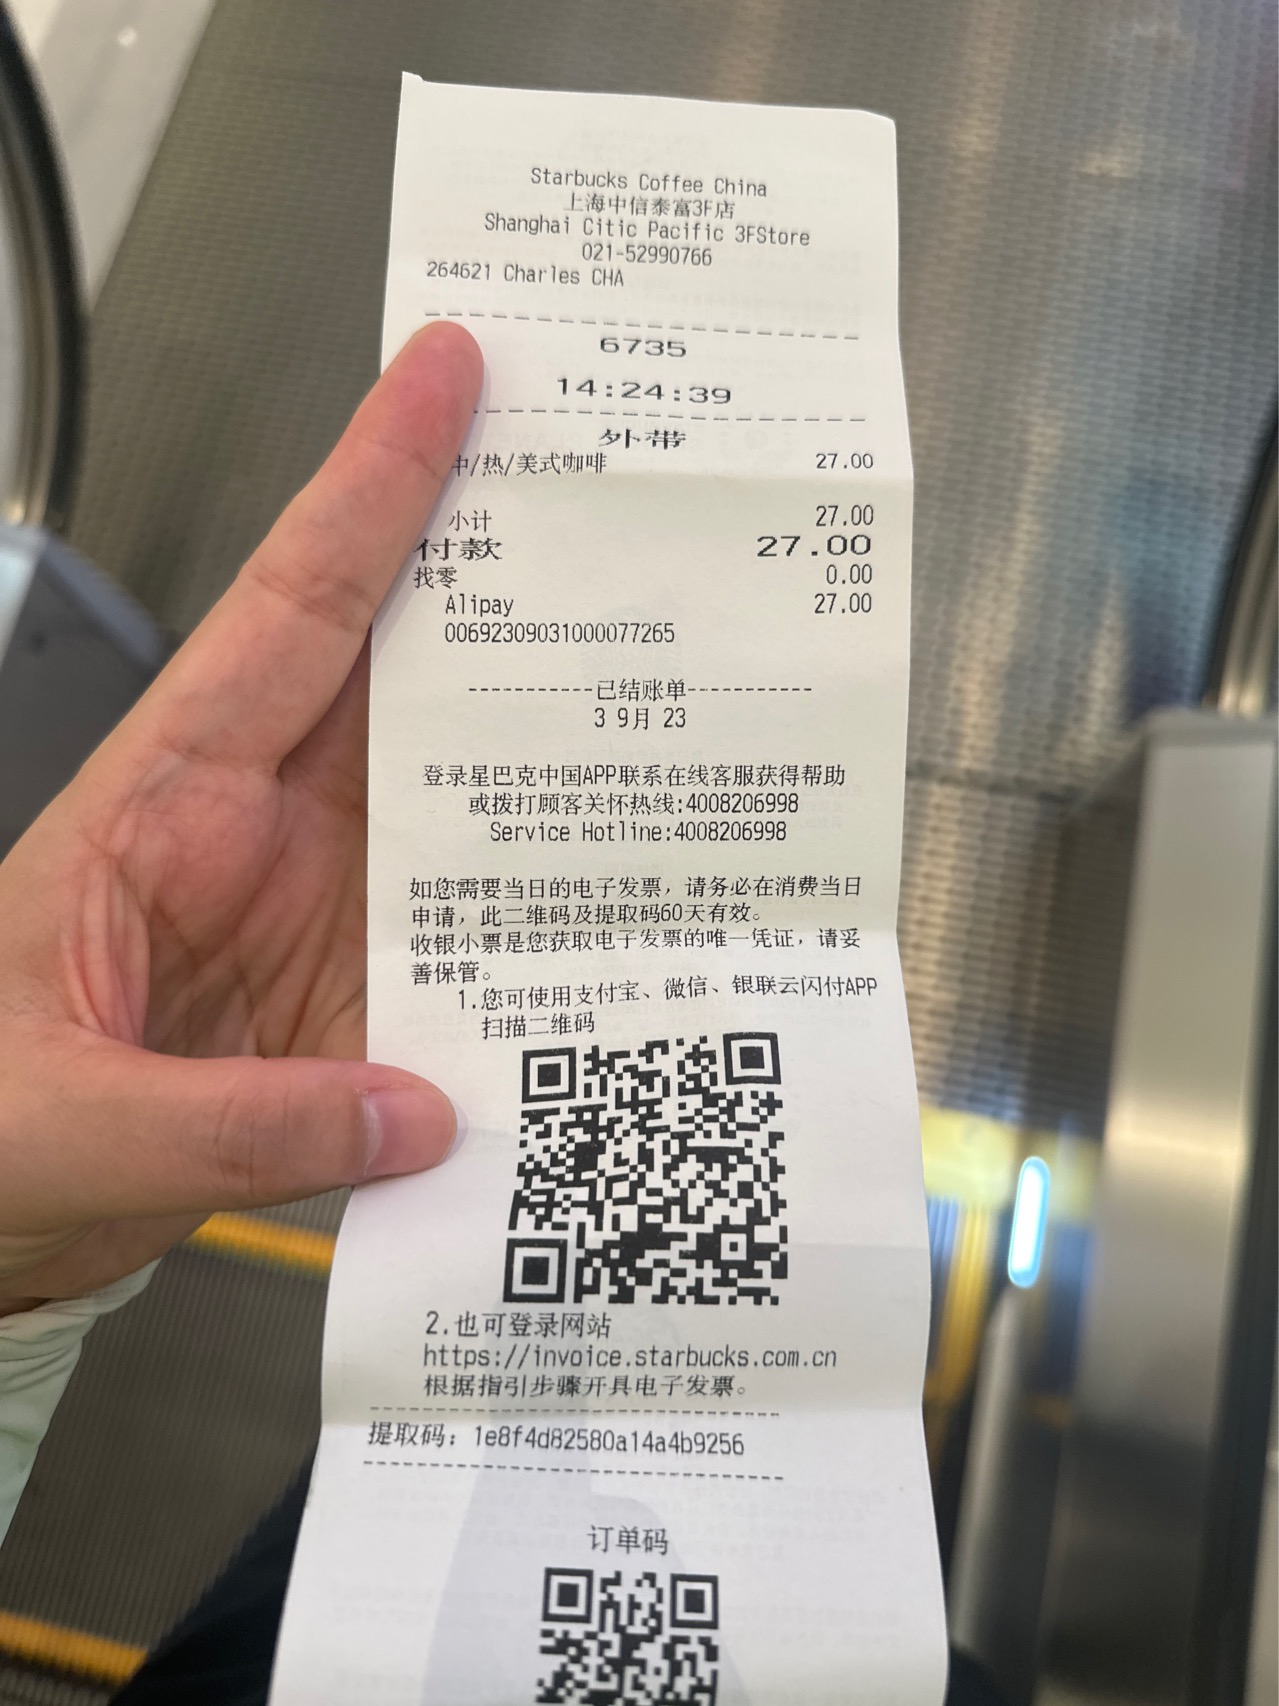 Starbucks Coffee China
上海中信泰富3F店
Shanghai Citic Pacific 3FStore
021-52990766
264621 Charles CHA
6735
14:24:39
外带
中/热/美式咖啡 27.00
小计 27.00
付款 27.00
找零 0.00
Alipay 27.00
00692309031000077265
-----------已结账单-----------
3 9月 23
登录星巴克中国APP联系在线客服获得帮助
或拨打顾客关怀热线:4008206998
Service Hotline:4008206998
如您需要当日的电子发票，请务必在消费当日
申请，此二维码及提取码60天有效。
收银小票是您获取电子发票的唯一凭证，请妥
善保管。
1.您可使用支付宝、微信、银联云闪付APP
扫描二维码
2.也可登录网站
https://invoice.starbucks.com.cn
根据指引步骤开具电子发票。
提取码：1e8f4d82580a14a4b9256
订单码